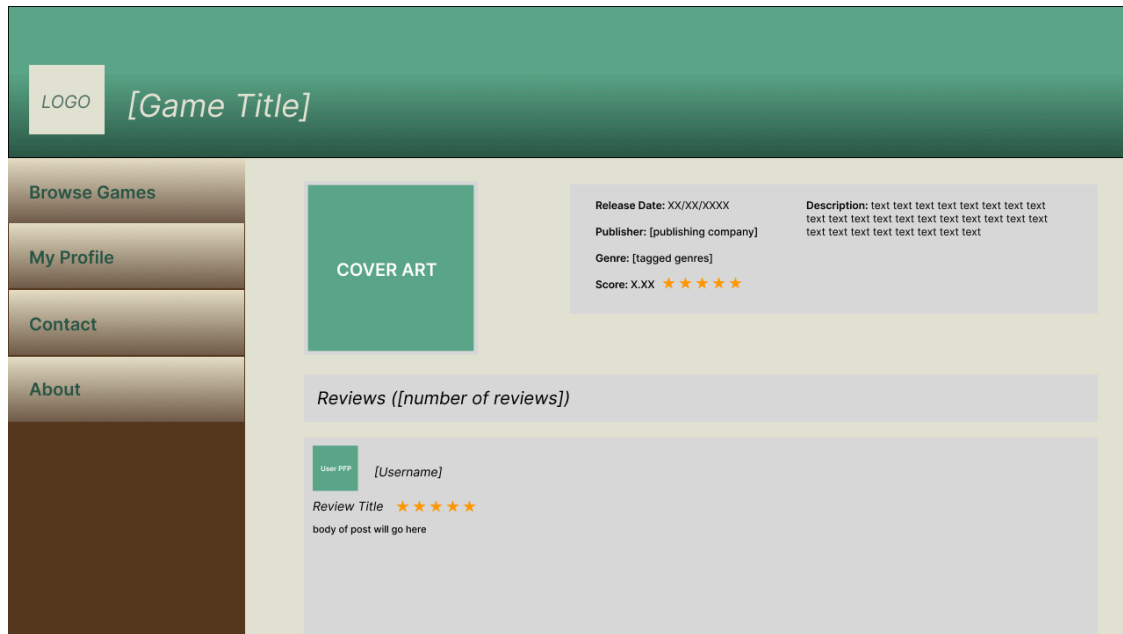 LOGO
[Game Title]
Browse Games
My Profile
Contact
About
COVER ART
Release Date: XX/XX/XXXX
Publisher: [publishing company]
Genre: [tagged genres]
Score: X.XX ★★★★★
Description: text text text text text text text text
text text text text text text text text text text text
text text text text text text text text
Reviews ([number of reviews])
User PFP
[Username]
Review Title ★★★★★
body of post will go here